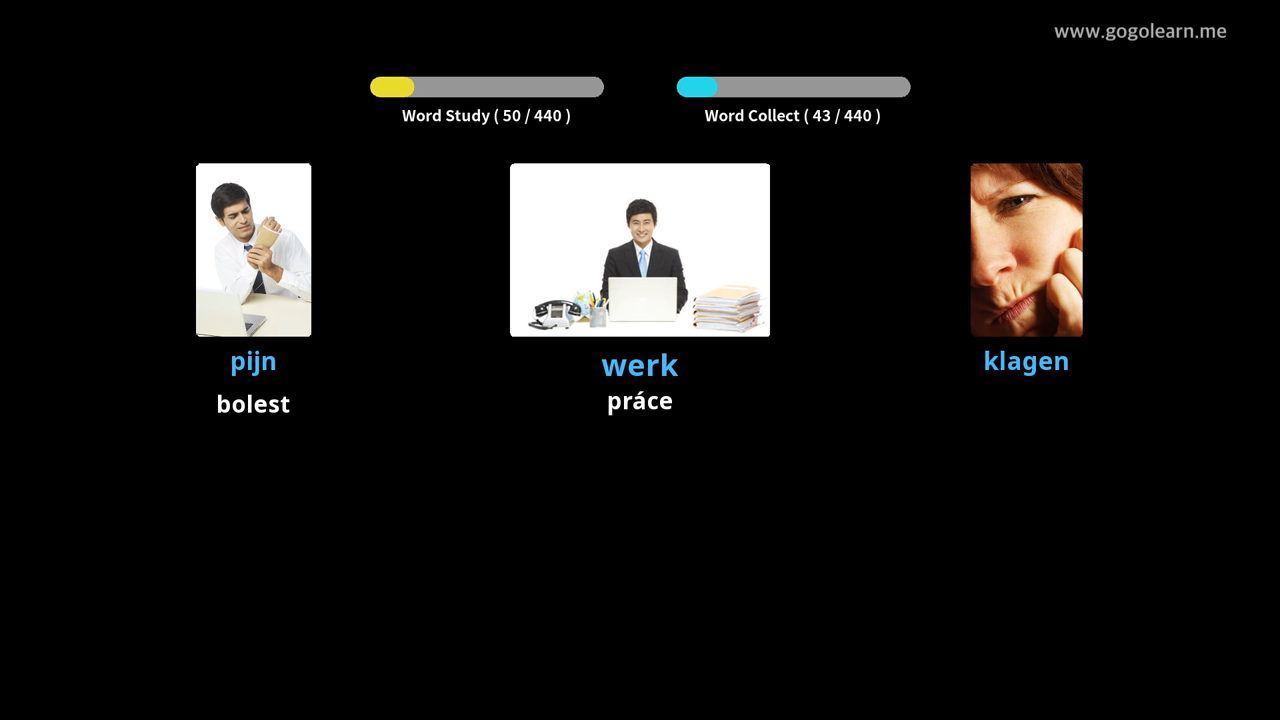 www.gogolearn.me
Word Study ( 50 / 440 )
Word Collect ( 43 / 440 )
pijn
bolest
werk
práce
klagen